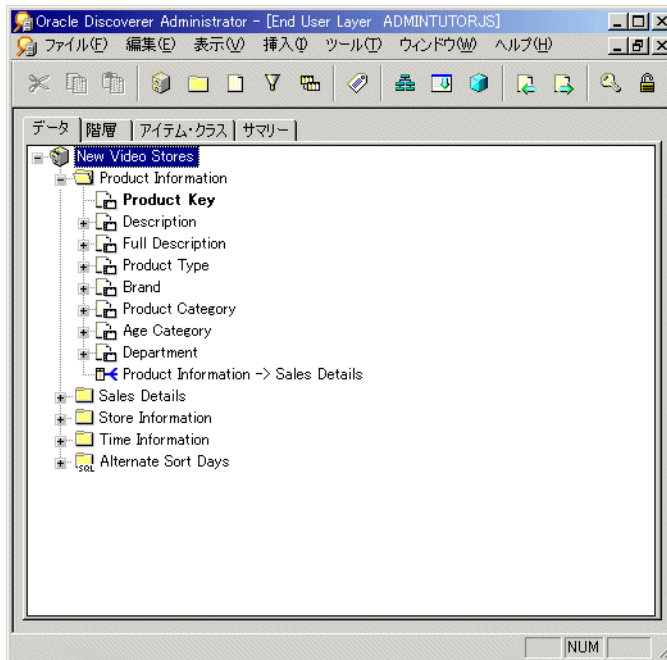 Oracle Discoverer Administrator - [End User Layer ADMINTUTORJS]
ファイル(F) 編集(E) 表示(V) 挿入(I) ツール(T) ウィンドウ(W) ヘルプ(H)
データ 階層 アイテム・クラス サマリー
New Video Stores
Product Information
Product Key
Description
Full Description
Product Type
Brand
Product Category
Age Category
Department
Product Information -> Sales Details
Sales Details
Store Information
Time Information
SQL Alternate Sort Days
NUM